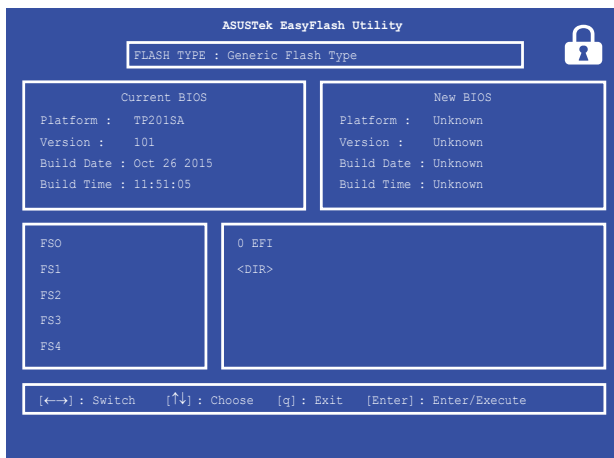 ASUSTek EasyFlash Utility
FLASH TYPE : Generic Flash Type
Current BIOS
Platform : TP201SA
Version : 101
Build Date : Oct 26 2015
Build Time : 11:51:05
New BIOS
Platform : Unknown
Version : Unknown
Build Date : Unknown
Build Time : Unknown
FSO
FS1
FS2
FS3
FS4
0 EFI
<DIR>
[←→] : Switch [↑↓] : Choose [q] : Exit [Enter] : Enter/Execute